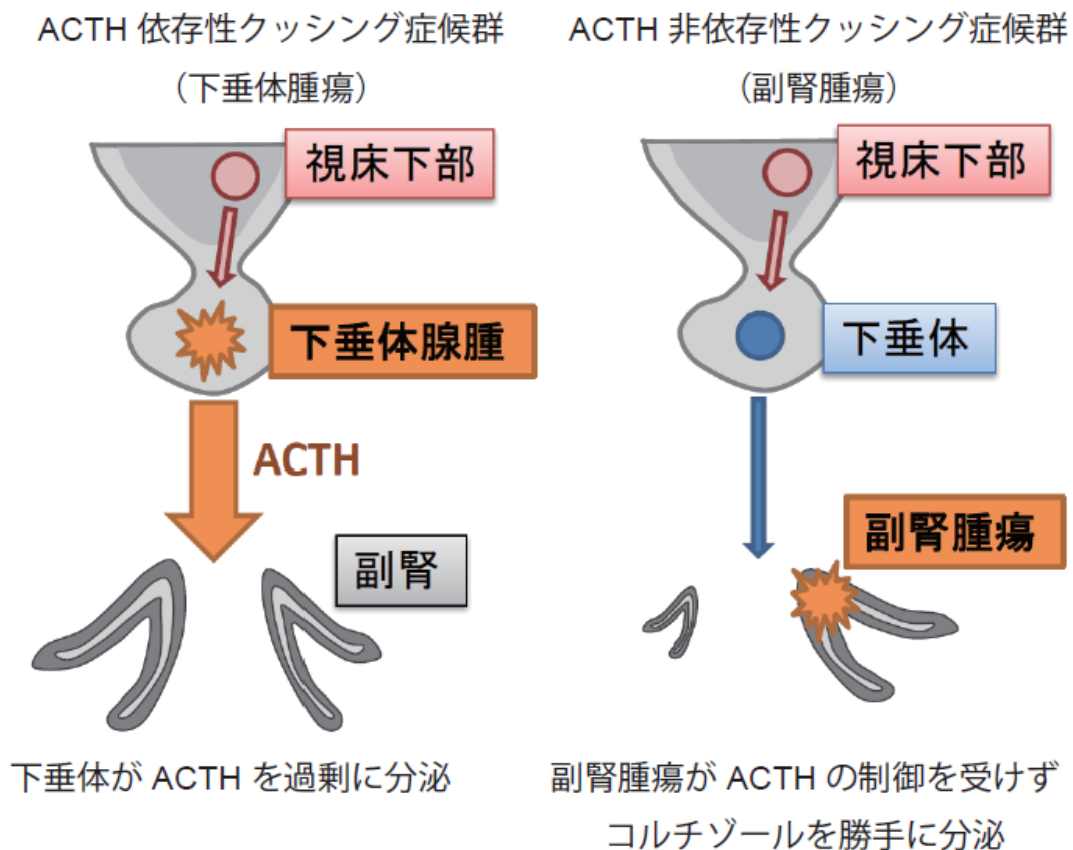 ACTH 依存性クッシング症候群
（下垂体腫瘍）
視床下部
下垂体腺腫
ACTH
副腎
下垂体が ACTH を過剰に分泌
ACTH 非依存性クッシング症候群
（副腎腫瘍）
視床下部
下垂体
副腎腫瘍
副腎腫瘍が ACTH の制御を受けず
コルチゾールを勝手に分泌